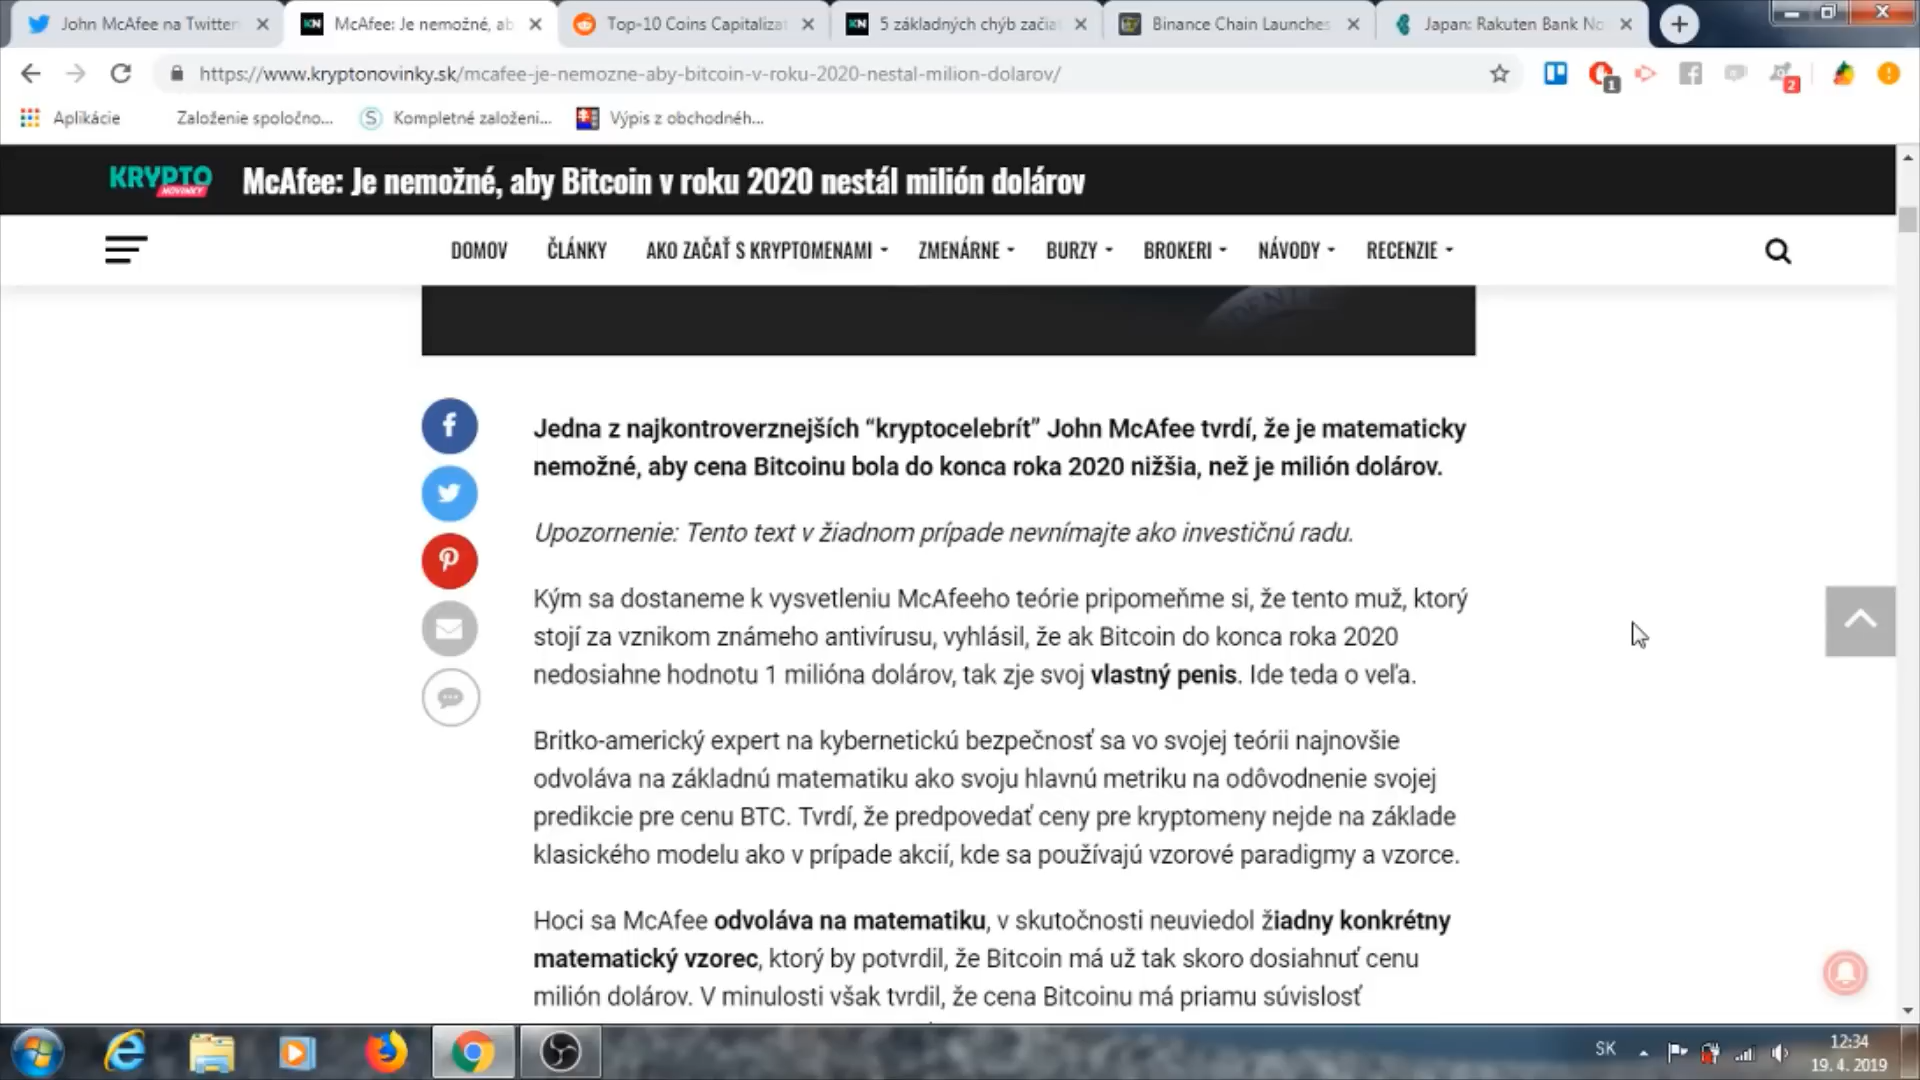 John McAfee na Twitter
McAfee: Je nemožné, ab
Top-10 Coins Capitalizat
5 základných chýb začia
Binance Chain Launches
Japan: Rakuten Bank No
https://www.kryptonovinky.sk/mcafee-je-nemozne-aby-bitcoin-v-roku-2020-nestal-milion-dolarov/
1
2
Aplikácie
Založenie spoločno...
Kompletné založeni...
Výpis z obchodnéh...
KRYPTO
NOVINKY
McAfee: Je nemožné, aby Bitcoin v roku 2020 nestál milión dolárov
DOMOV
ČLÁNKY
AKO ZAČAŤ S KRYPTOMENAMI
ZMENÁRNE
BURZY
BROKERI
NÁVODY
RECENZIE
Jedna z najkontroverznejších “kryptocelebrít” John McAfee tvrdí, že je matematicky
nemožné, aby cena Bitcoinu bola do konca roka 2020 nižšia, než je milión dolárov.
Upozornenie: Tento text v žiadnom prípade nevnímajte ako investičnú radu.
Kým sa dostaneme k vysvetleniu McAfeeho teórie pripomeňme si, že tento muž, ktorý
stojí za vznikom známeho antivírusu, vyhlásil, že ak Bitcoin do konca roka 2020
nedosiahne hodnotu 1 milióna dolárov, tak zje svoj vlastný penis. Ide teda o veľa.
Britko-americký expert na kybernetickú bezpečnosť sa vo svojej teórii najnovšie
odvoláva na základnú matematiku ako svoju hlavnú metriku na odôvodnenie svojej
predikcie pre cenu BTC. Tvrdí, že predpovedať ceny pre kryptomeny nejde na základe
klasického modelu ako v prípade akcií, kde sa používajú vzorové paradigmy a vzorce.
Hoci sa McAfee odvoláva na matematiku, v skutočnosti neuviedol žiadny konkrétny
matematický vzorec, ktorý by potvrdil, že Bitcoin má už tak skoro dosiahnuť cenu
milión dolárov. V minulosti však tvrdil, že cena Bitcoinu má priamu súvislosť
SK
12:34
19. 4. 2019